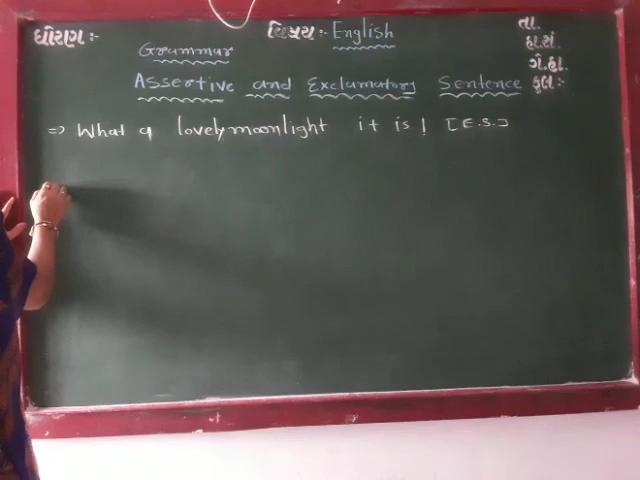 ધોરણ :- વિષય :- English તા.
Grammar હા.સં.
ગે.હા.
Assertive and Exclamatory Sentence કુલ :-
⇒ What a lovely moonlight it is! [E.S.]